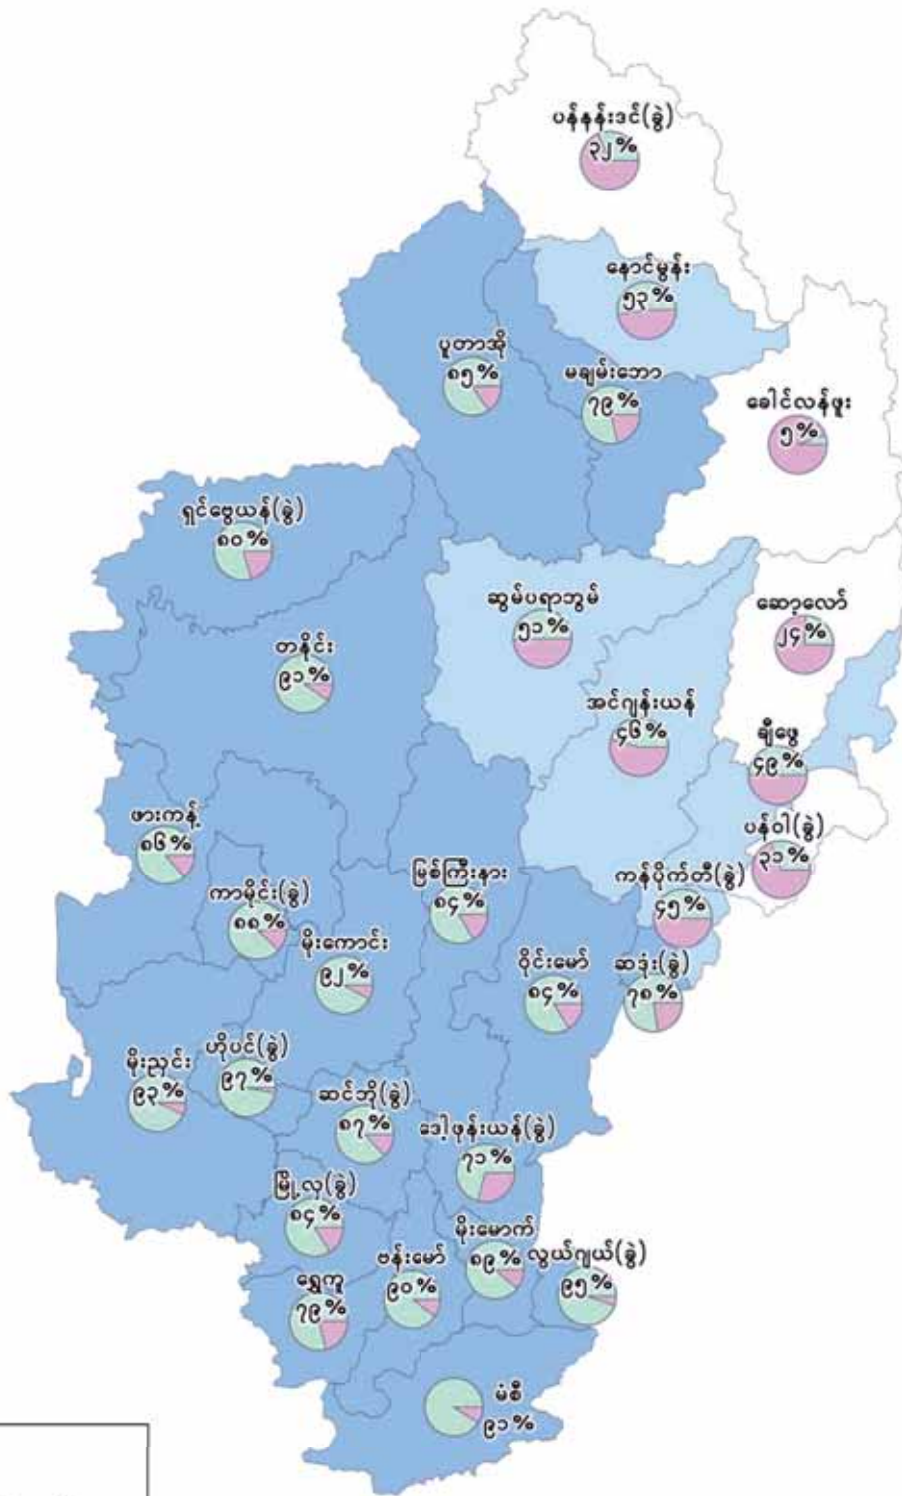 ပန်နန်းဒင်(ခွဲ)
၃၂%
နောင်မွန်း
၅၃%
ပူတာအို
၈၅%
မချမ်းဘော
၇၉%
ခေါင်လန်ဖူး
၅%
ရှင်ဗွေယန်(ခွဲ)
၈၀%
ဆွမ်ပရာဘွမ်
၅၁%
ဆော့လော်
၂၄%
တနိုင်း
၉၁%
အင်ဂျန်းယန်
၄၆%
ချီဖွေ
၄၉%
ဖားကန့်
၈၆%
ပန်ဝါ(ခွဲ)
၃၁%
ကာမိုင်း(ခွဲ)
၈၈%
မြစ်ကြီးနား
၈၄%
ကန်ပိုက်တီ(ခွဲ)
၄၅%
မိုးကောင်း
၉၂%
ဝိုင်းမော်
၈၄%
ဆဒုံး(ခွဲ)
၇၈%
မိုးညှင်း
၉၃%
ဟိုပင်(ခွဲ)
၉၇%
ဆင်ဘို(ခွဲ)
၈၇%
ဒေါ့ဖုန်းယန်(ခွဲ)
၇၁%
မြို့လှ(ခွဲ)
၈၄%
မိုးမောက်
၈၉%
လွယ်ဂျယ်(ခွဲ)
၉၅%
ဗန်းမော်
၉၀%
ရွှေကူ
၇၉%
မံစီ
၉၁%